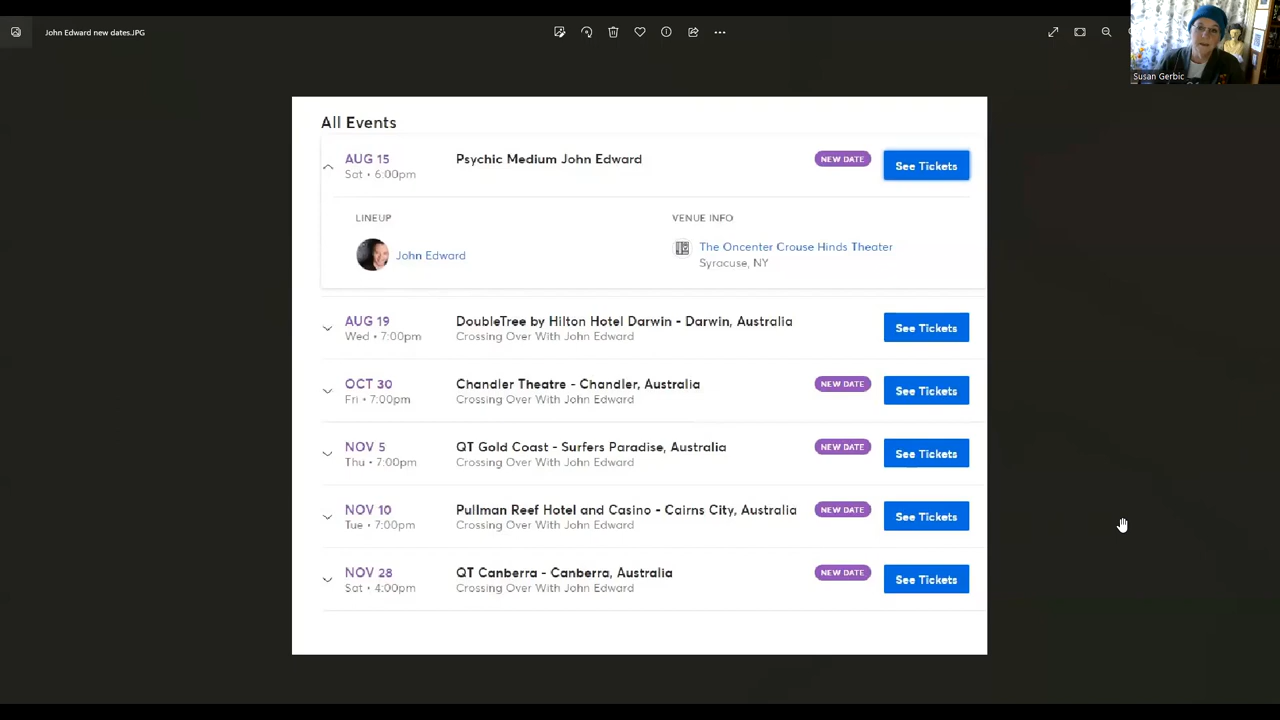 John Edward new dates.JPG
Susan Gerbic
All Events
AUG 15
Sat • 6:00pm
Psychic Medium John Edward
NEW DATE
See Tickets
LINEUP
John Edward
VENUE INFO
The Oncenter Crouse Hinds Theater
Syracuse, NY
AUG 19
Wed • 7:00pm
DoubleTree by Hilton Hotel Darwin - Darwin, Australia
Crossing Over With John Edward
See Tickets
OCT 30
Fri • 7:00pm
Chandler Theatre - Chandler, Australia
Crossing Over With John Edward
NEW DATE
See Tickets
NOV 5
Thu • 7:00pm
QT Gold Coast - Surfers Paradise, Australia
Crossing Over With John Edward
NEW DATE
See Tickets
NOV 10
Tue • 7:00pm
Pullman Reef Hotel and Casino - Cairns City, Australia
Crossing Over With John Edward
NEW DATE
See Tickets
NOV 28
Sat • 4:00pm
QT Canberra - Canberra, Australia
Crossing Over With John Edward
NEW DATE
See Tickets